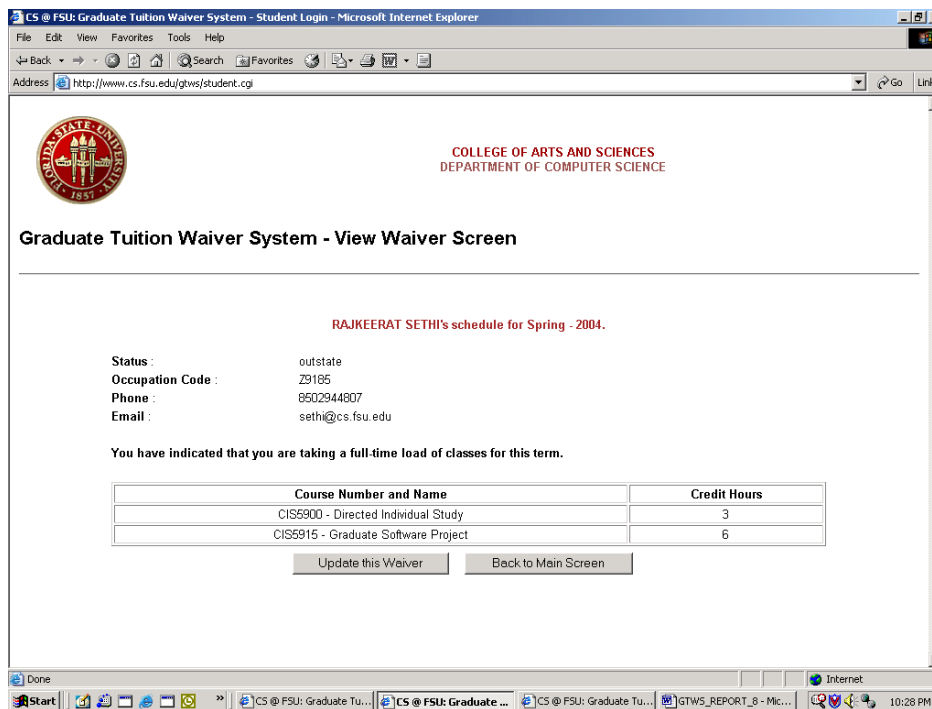 CS @ FSU: Graduate Tuition Waiver System - Student Login - Microsoft Internet Explorer
File Edit View Favorites Tools Help
Back Search Favorites
Address http://www.cs.fsu.edu/gtws/student.cgi Go Link
FLORIDA STATE UNIVERSITY
1857
COLLEGE OF ARTS AND SCIENCES
DEPARTMENT OF COMPUTER SCIENCE
Graduate Tuition Waiver System - View Waiver Screen
RAJKEERAT SETHI's schedule for Spring - 2004.
Status : outstate
Occupation Code : Z9185
Phone : 8502944807
Email : sethi@cs.fsu.edu
You have indicated that you are taking a full-time load of classes for this term.
Course Number and Name Credit Hours
CIS5900 - Directed Individual Study 3
CIS5915 - Graduate Software Project 6
Update this Waiver Back to Main Screen
Done Internet
Start » CS @ FSU: Graduate Tu... CS @ FSU: Graduate ... CS @ FSU: Graduate Tu... GTWS_REPORT_8 - Mic... 10:28 PM